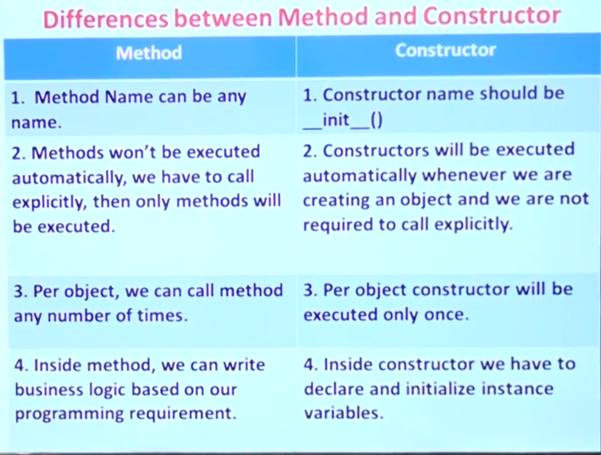 Differences between Method and Constructor
Method
Constructor
1. Method Name can be any
name.
1. Constructor name should be
__init__()
2. Methods won't be executed
automatically, we have to call
explicitly, then only methods will
be executed.
2. Constructors will be executed
automatically whenever we are
creating an object and we are not
required to call explicitly.
3. Per object, we can call method
any number of times.
3. Per object constructor will be
executed only once.
4. Inside method, we can write
business logic based on our
programming requirement.
4. Inside constructor we have to
declare and initialize instance
variables.